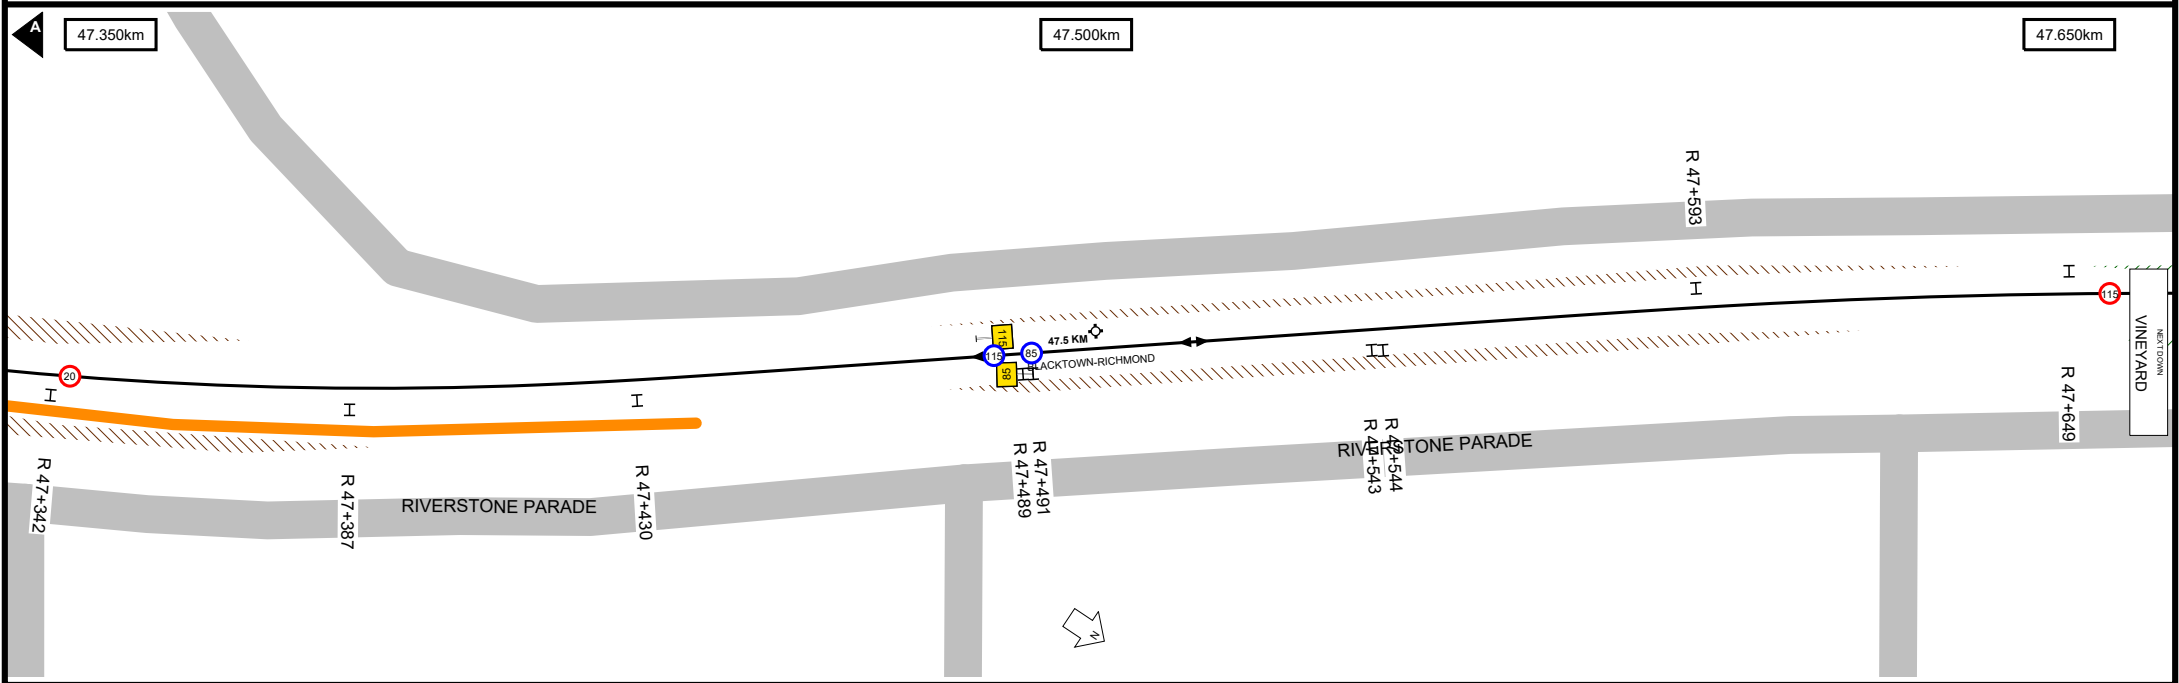 A
47.350km
47.500km
47.650km
R 47+593
115
115
85
47.5 KM
BLACKTOWN-RICHMOND
85
20
115
VINEYARD
NEXT DOWN
R 47+342
R 47+387
RIVERSTONE PARADE
R 47+430
R 47+489
R 47+491
R 47+543
R 47+544
RIVERSTONE PARADE
R 47+649
N